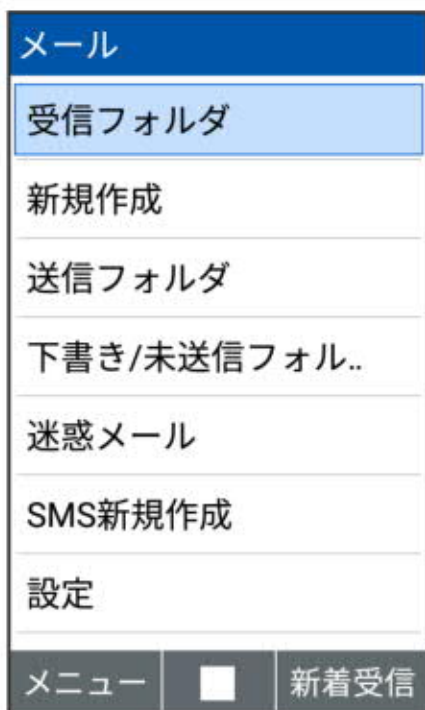 メール
受信フォルダ
新規作成
送信フォルダ
下書き/未送信フォル..
迷惑メール
SMS新規作成
設定
メニュー
新着受信